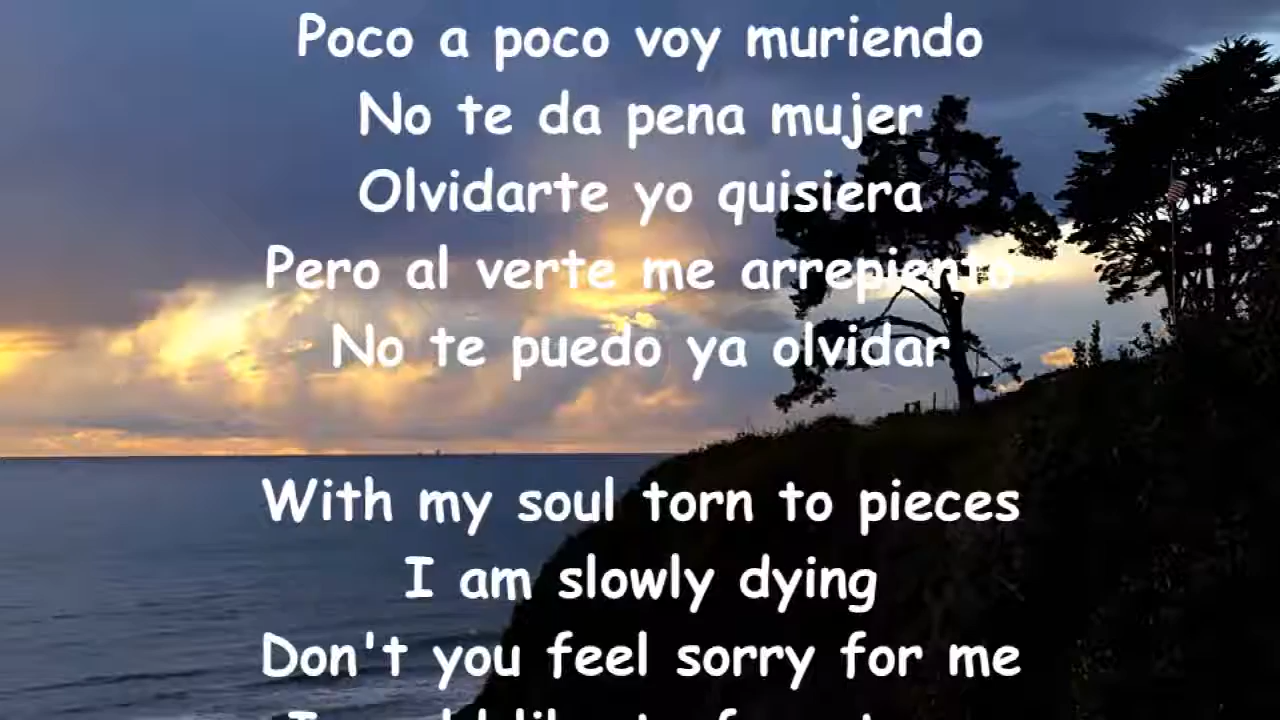 Poco a poco voy muriendo
No te da pena mujer
Olvidarte yo quisiera
Pero al verte me arrepiento
No te puedo ya olvidar
With my soul torn to pieces
I am slowly dying
Don't you feel sorry for me